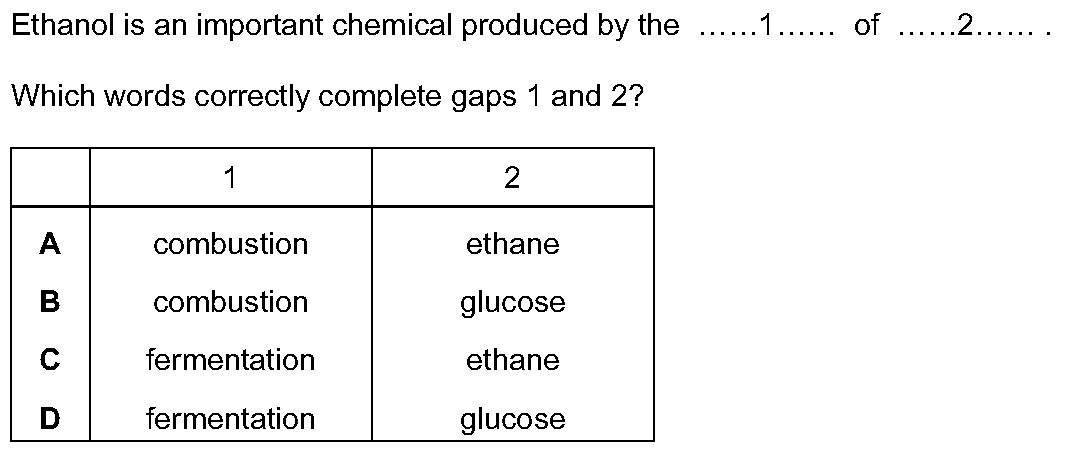 Ethanol is an important chemical produced by the ......1...... of ......2...... .
Which words correctly complete gaps 1 and 2?
1 2
A combustion ethane
B combustion glucose
C fermentation ethane
D fermentation glucose